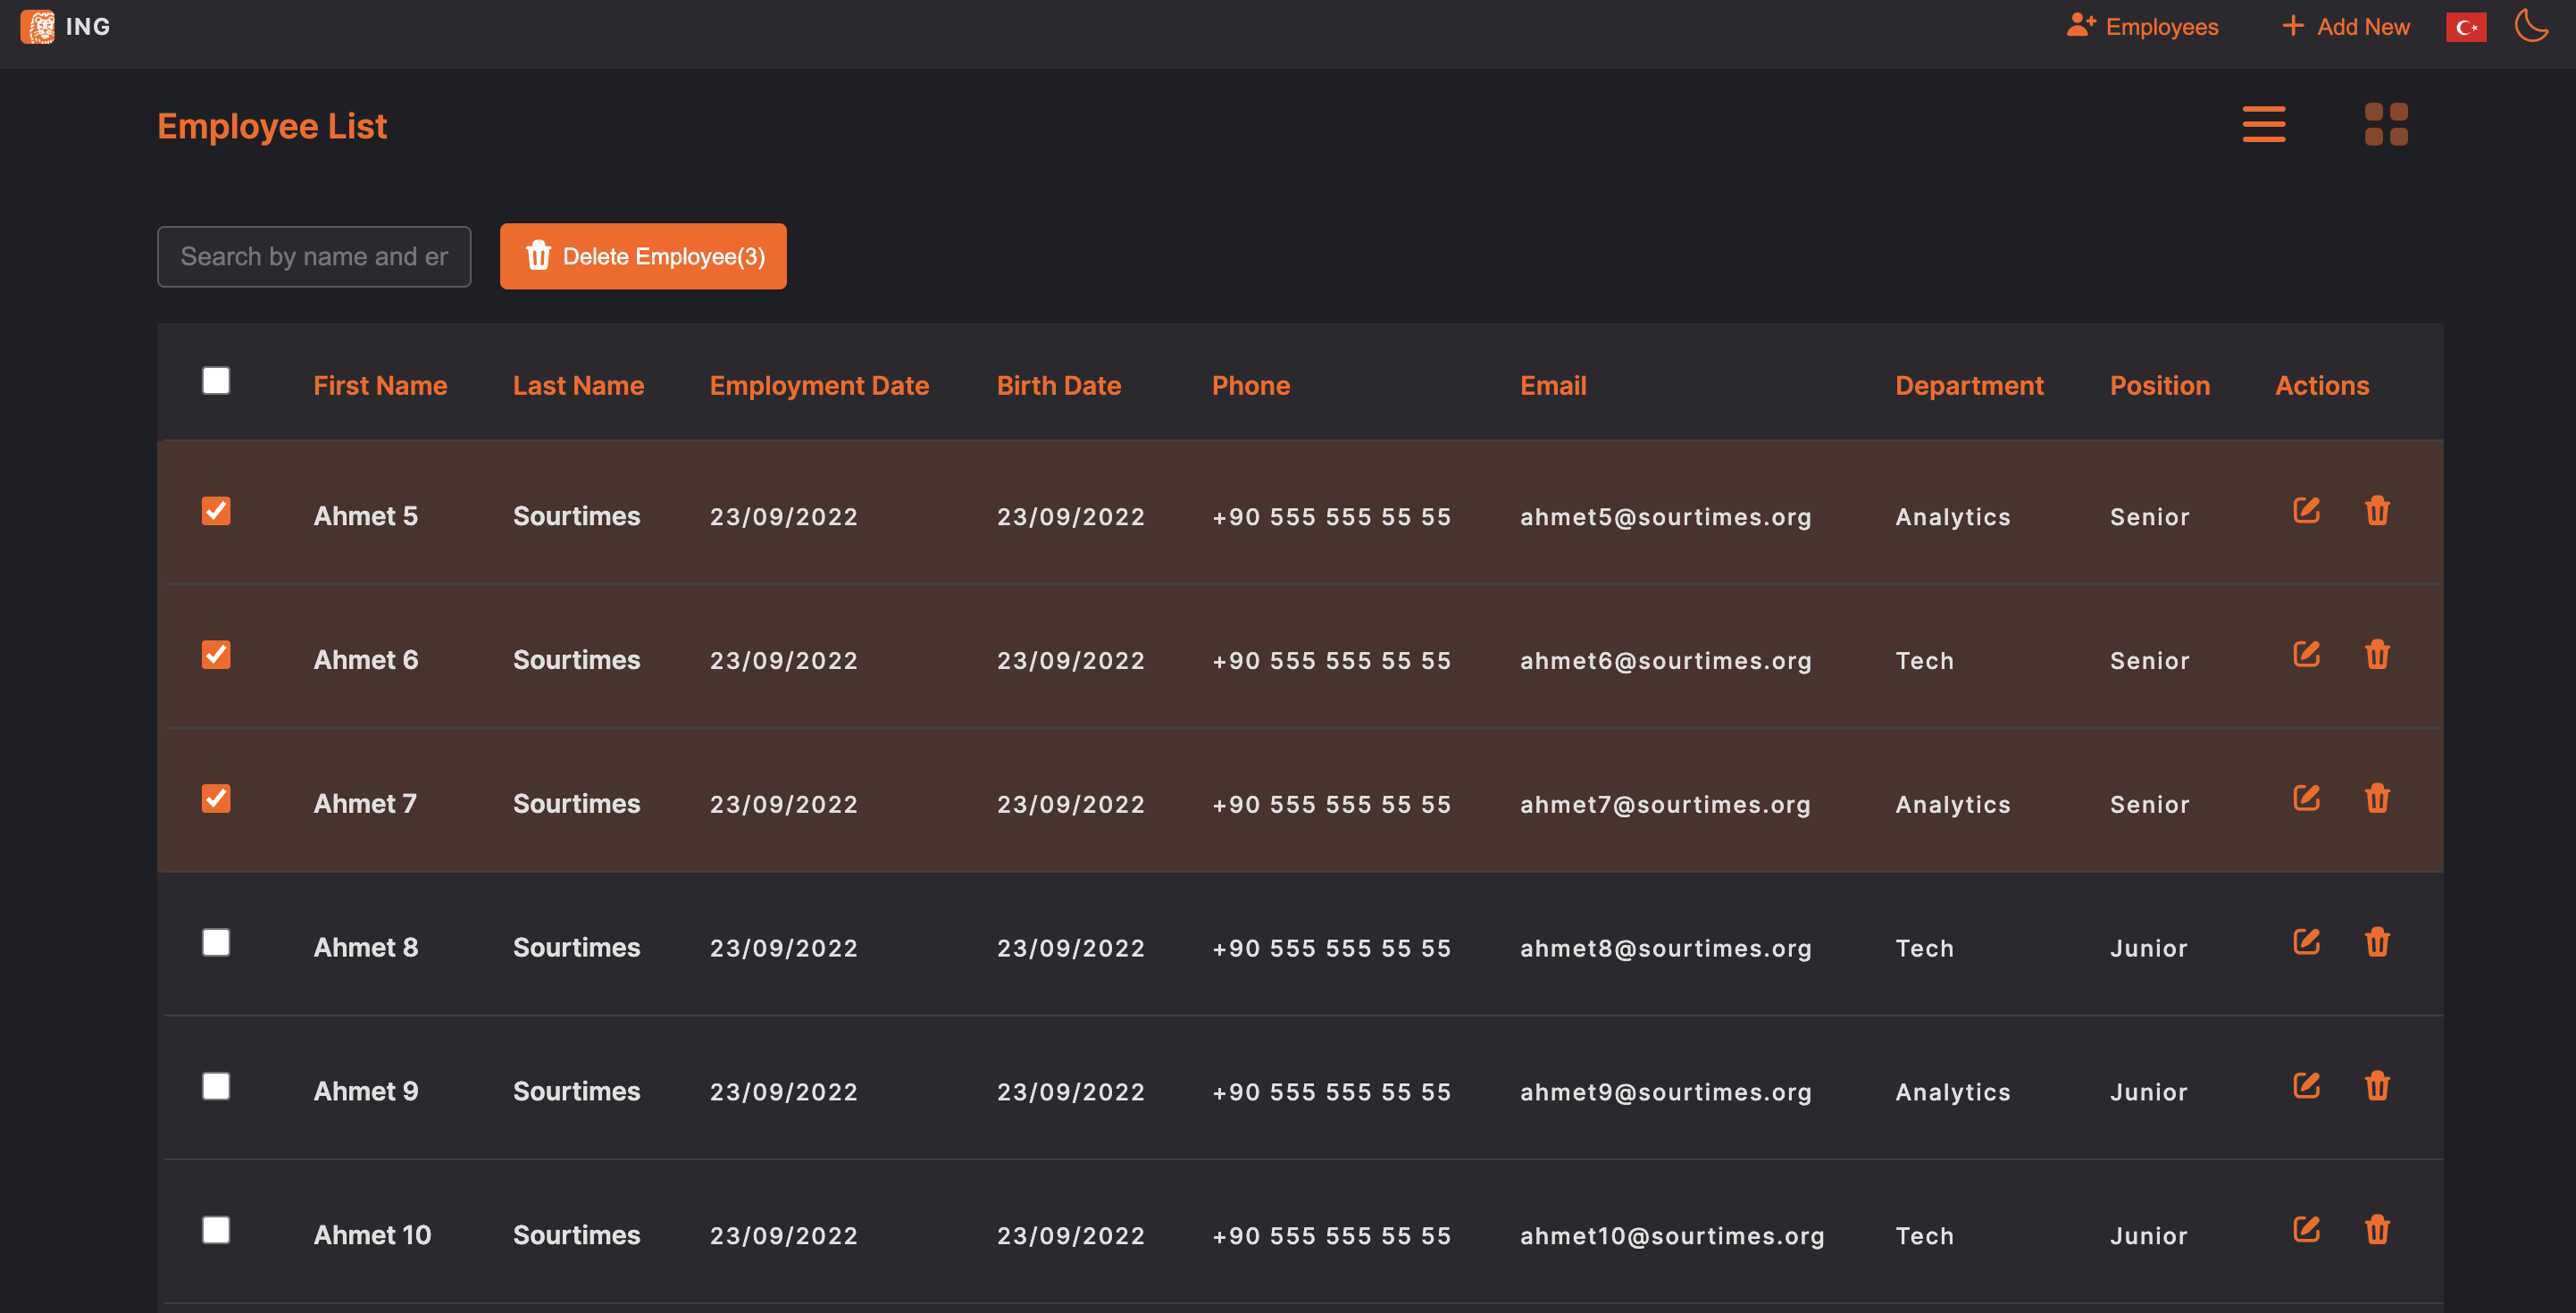 ING
Employees
Add New
Employee List
Search by name and er
Delete Employee(3)
First Name Last Name Employment Date Birth Date Phone Email Department Position Actions
Ahmet 5 Sourtimes 23/09/2022 23/09/2022 +90 555 555 55 55 ahmet5@sourtimes.org Analytics Senior
Ahmet 6 Sourtimes 23/09/2022 23/09/2022 +90 555 555 55 55 ahmet6@sourtimes.org Tech Senior
Ahmet 7 Sourtimes 23/09/2022 23/09/2022 +90 555 555 55 55 ahmet7@sourtimes.org Analytics Senior
Ahmet 8 Sourtimes 23/09/2022 23/09/2022 +90 555 555 55 55 ahmet8@sourtimes.org Tech Junior
Ahmet 9 Sourtimes 23/09/2022 23/09/2022 +90 555 555 55 55 ahmet9@sourtimes.org Analytics Junior
Ahmet 10 Sourtimes 23/09/2022 23/09/2022 +90 555 555 55 55 ahmet10@sourtimes.org Tech Junior